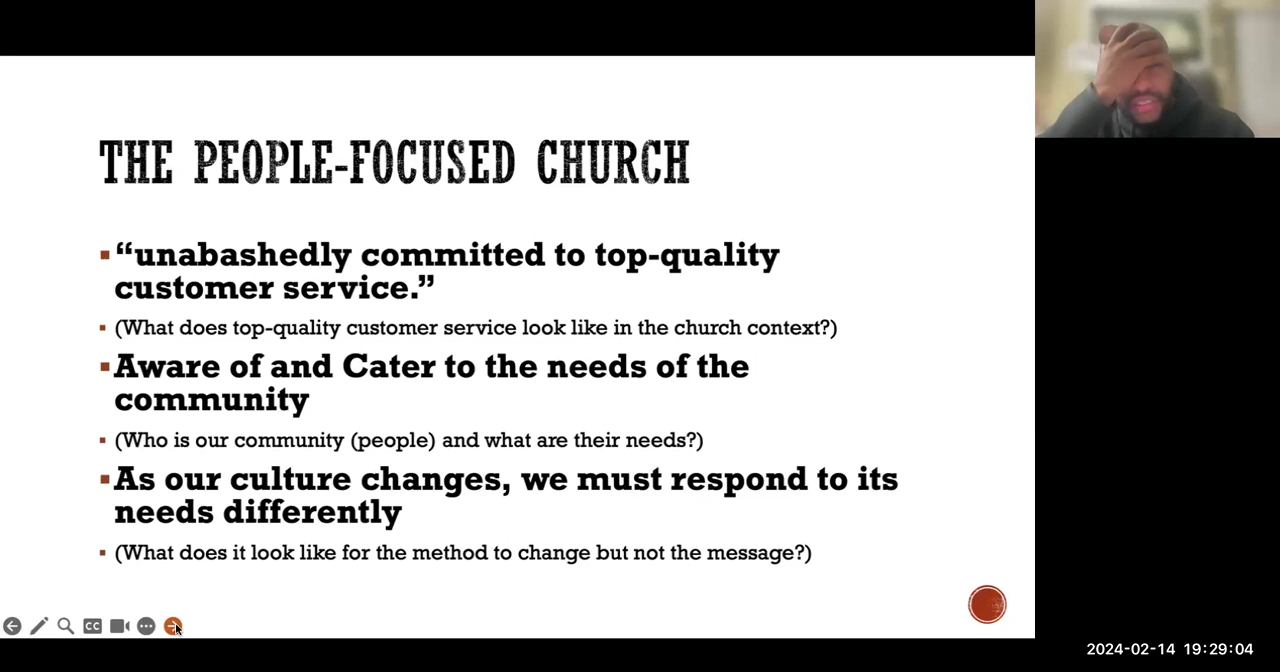 THE PEOPLE-FOCUSED CHURCH
“unabashedly committed to top-quality
customer service.”
(What does top-quality customer service look like in the church context?)
Aware of and Cater to the needs of the
community
(Who is our community (people) and what are their needs?)
As our culture changes, we must respond to its
needs differently
(What does it look like for the method to change but not the message?)
CC
2024-02-14 19:29:04